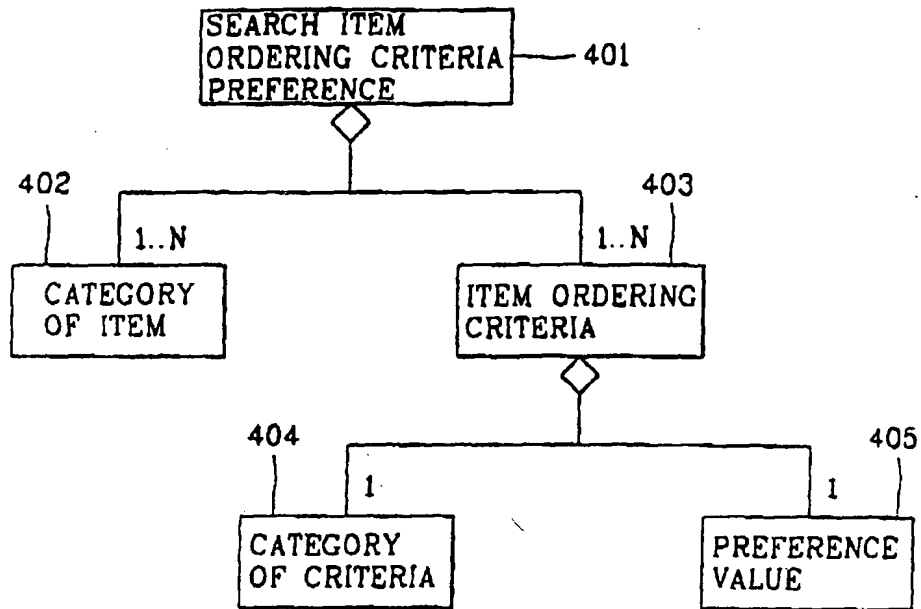 SEARCH ITEM
ORDERING CRITERIA
PREFERENCE
401
402
403
1..N
1..N
CATEGORY
OF ITEM
ITEM ORDERING
CRITERIA
404
405
1
1
CATEGORY
OF CRITERIA
PREFERENCE
VALUE